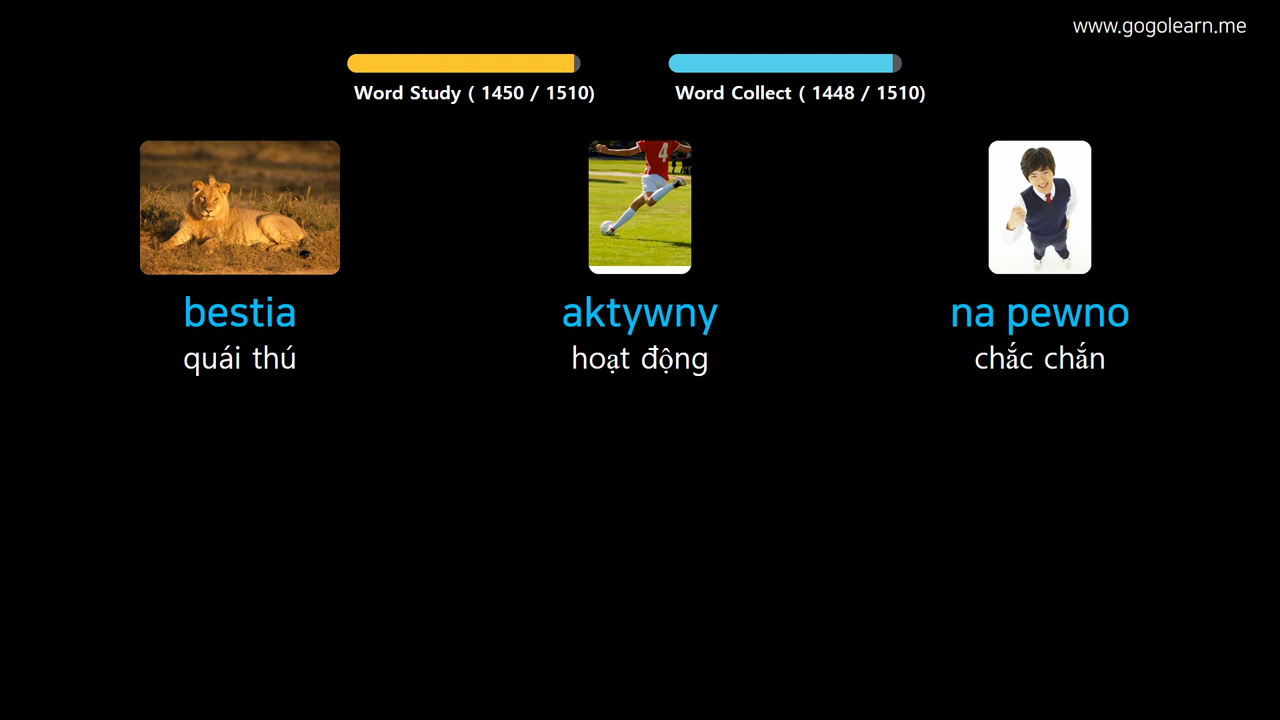 www.gogolearn.me
Word Study ( 1450 / 1510)
Word Collect ( 1448 / 1510)
4
bestia
quái thú
aktywny
hoạt động
na pewno
chắc chắn